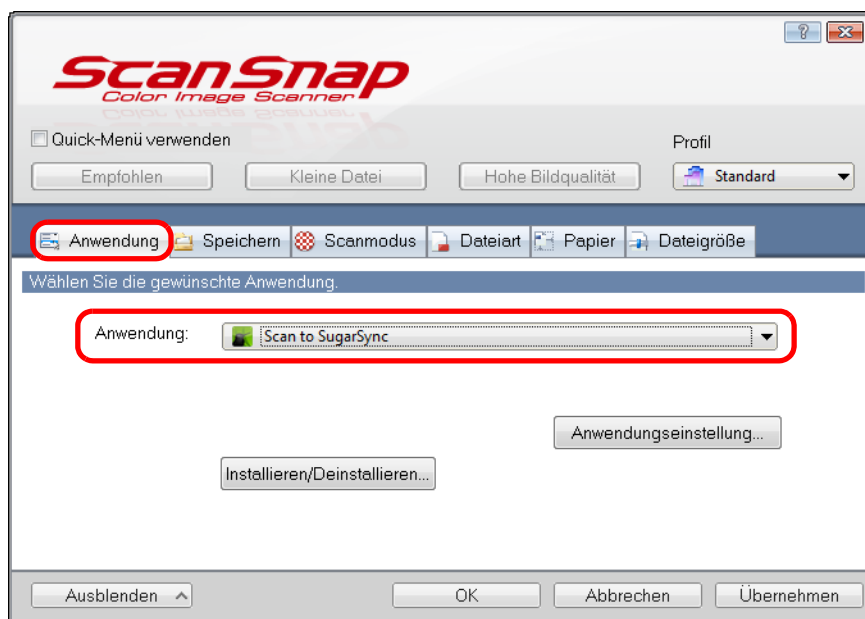 ScanSnap
Color Image Scanner
Quick-Menü verwenden
Profil
Empfohlen Kleine Datei Hohe Bildqualität Standard
Anwendung Speichern Scanmodus Dateiart Papier Dateigröße
Wählen Sie die gewünschte Anwendung.
Anwendung: Scan to SugarSync
Anwendungseinstellung...
Installieren/Deinstallieren...
Ausblenden OK Abbrechen Übernehmen